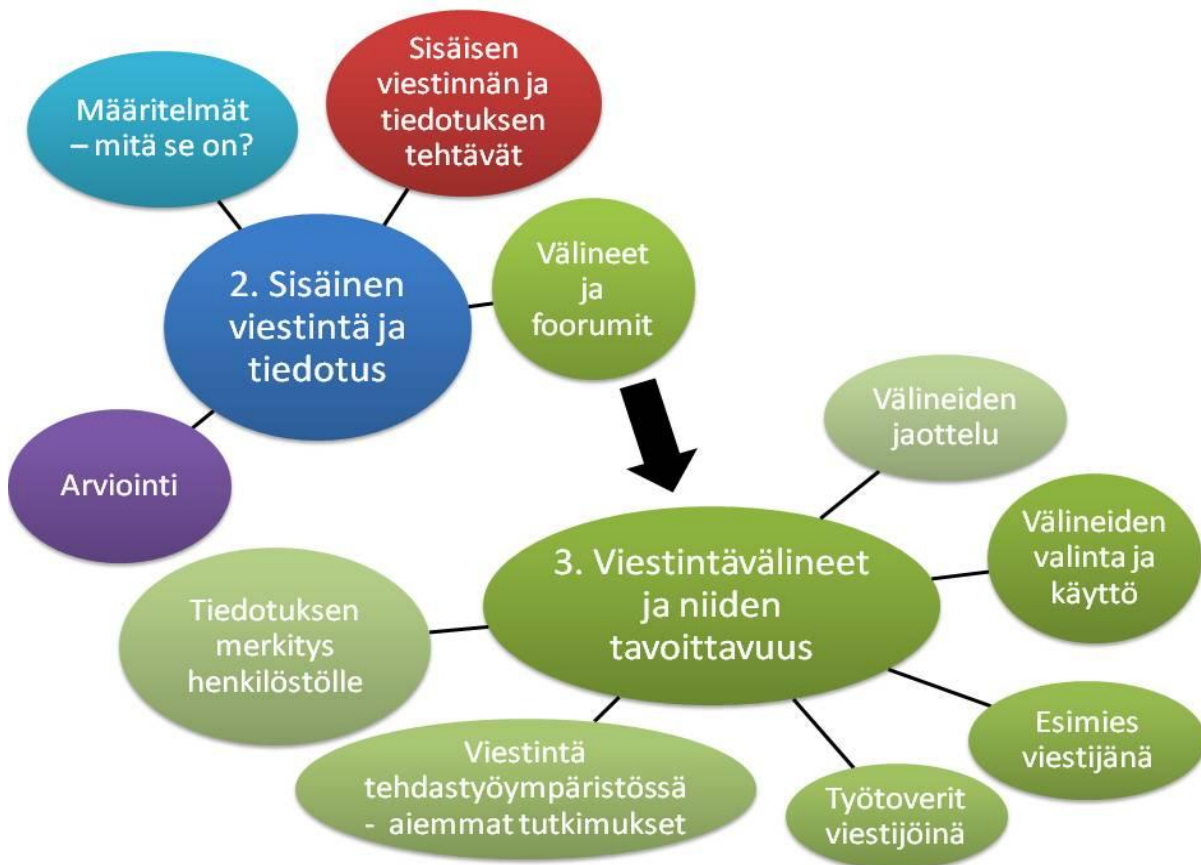 Määritelmät
– mitä se on?
Sisäisen
viestinnän ja
tiedotuksen
tehtävät
2. Sisäinen
viestintä ja
tiedotus
Välineet
ja
foorumit
Arviointi
Välineiden
jaottelu
3. Viestintävälineet
ja niiden
tavoittavuus
Välineiden
valinta ja
käyttö
Tiedotuksen
merkitys
henkilöstölle
Esimies
viestijänä
Viestintä
tehdastyöympäristössä
- aiemmat tutkimukset
Työtoverit
viestijöinä